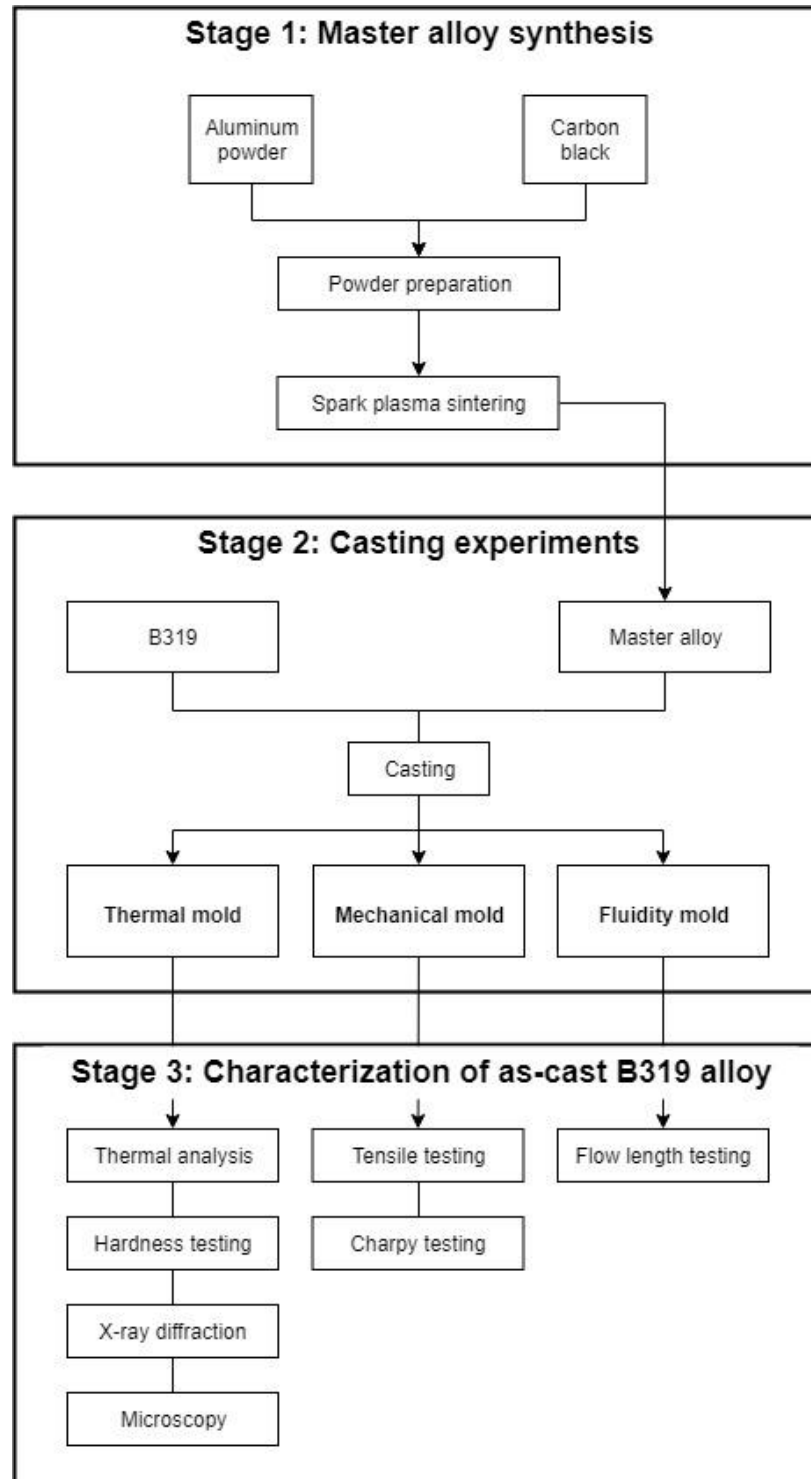 Stage 1: Master alloy synthesis
Aluminum
powder
Carbon
black
Powder preparation
Spark plasma sintering
Stage 2: Casting experiments
B319
Master alloy
Casting
Thermal mold
Mechanical mold
Fluidity mold
Stage 3: Characterization of as-cast B319 alloy
Thermal analysis
Tensile testing
Flow length testing
Hardness testing
Charpy testing
X-ray diffraction
Microscopy